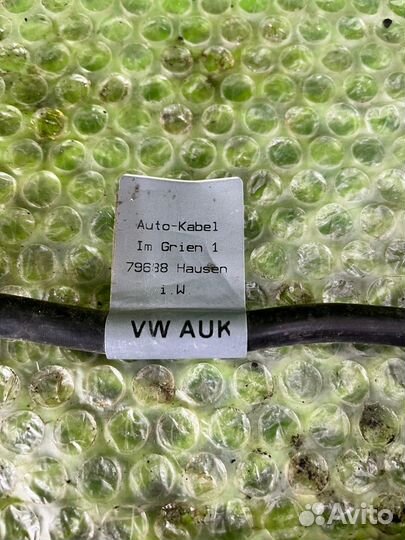 Auto-Kabel
Im Grien 1
79688 Hausen
i.W
VW AUK
Avito